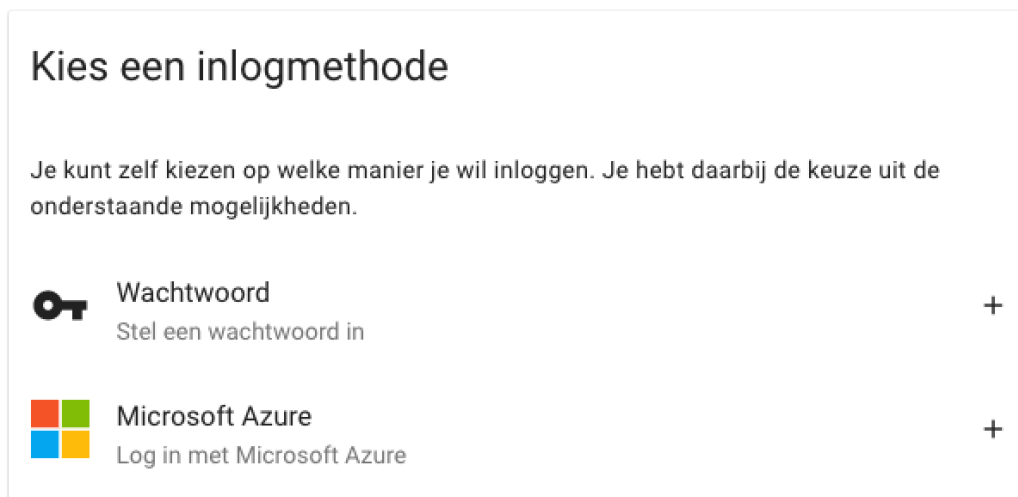 Kies een inlogmethode
Je kunt zelf kiezen op welke manier je wil inloggen. Je hebt daarbij de keuze uit de
onderstaande mogelijkheden.
Wachtwoord
Stel een wachtwoord in
+
Microsoft Azure
Log in met Microsoft Azure
+